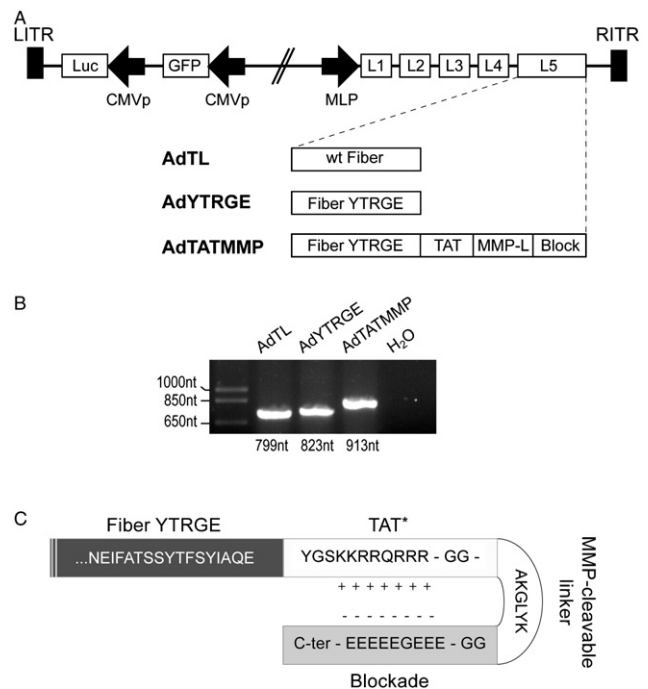 A
LITR
RITR
Luc
GFP
L1
L2
L3
L4
L5
CMVp
CMVp
MLP
AdTL
wt Fiber
AdYTRGE
Fiber YTRGE
AdTATMMP
Fiber YTRGE
TAT
MMP-L
Block
B
AdTL
AdYTRGE
AdTATMMP
H₂O
1000nt
850nt
650nt
799nt
823nt
913nt
C
Fiber YTRGE
TAT*
...NEIFATSSYTFSYIAQE
YGSKKRRQRRR - GG -
+ + + + + + +
- - - - - - -
AKGLYK
MMP-cleavable
linker
C-ter - EEEEEGEEE - GG
Blockade